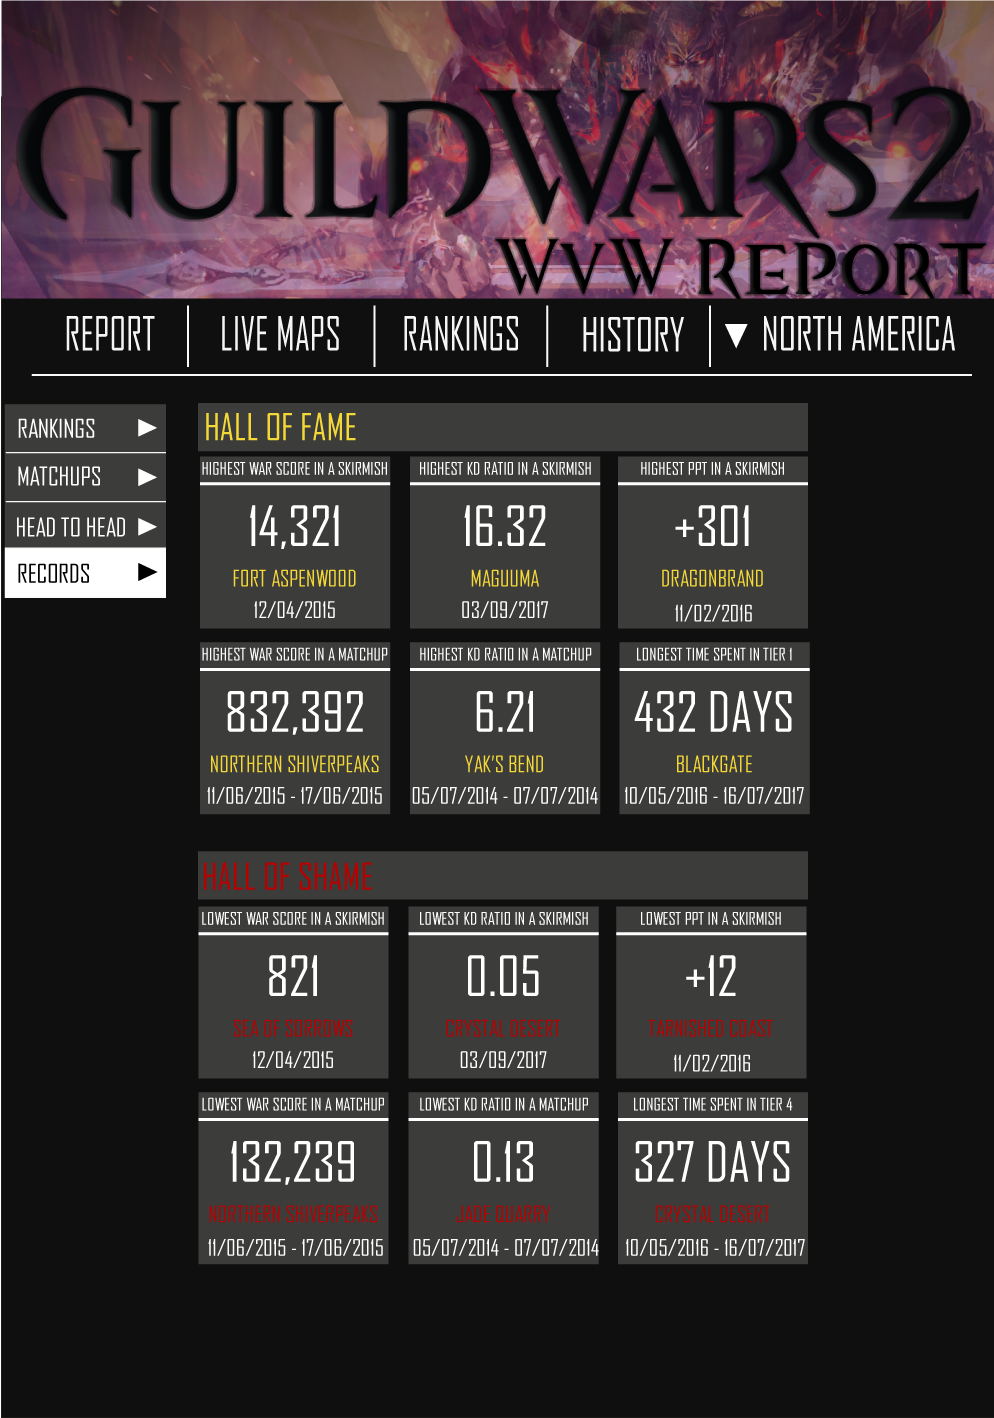 GUILDWARS2
WVW REPORT
REPORT
LIVE MAPS
RANKINGS
HISTORY
▼ NORTH AMERICA
RANKINGS ▶
MATCHUPS ▶
HEAD TO HEAD ▶
RECORDS ▶
HALL OF FAME
HIGHEST WAR SCORE IN A SKIRMISH
14,321
FORT ASPENWOOD
12/04/2015
HIGHEST KD RATIO IN A SKIRMISH
16.32
MAGUUMA
03/09/2017
HIGHEST PPT IN A SKIRMISH
+301
DRAGONBRAND
11/02/2016
HIGHEST WAR SCORE IN A MATCHUP
832,392
NORTHERN SHIVERPEAKS
11/06/2015 - 17/06/2015
HIGHEST KD RATIO IN A MATCHUP
6.21
YAK'S BEND
05/07/2014 - 07/07/2014
LONGEST TIME SPENT IN TIER 1
432 DAYS
BLACKGATE
10/05/2016 - 16/07/2017
HALL OF SHAME
LOWEST WAR SCORE IN A SKIRMISH
821
SEA OF SORROWS
12/04/2015
LOWEST KD RATIO IN A SKIRMISH
0.05
CRYSTAL DESERT
03/09/2017
LOWEST PPT IN A SKIRMISH
+12
TARNISHED COAST
11/02/2016
LOWEST WAR SCORE IN A MATCHUP
132,239
NORTHERN SHIVERPEAKS
11/06/2015 - 17/06/2015
LOWEST KD RATIO IN A MATCHUP
0.13
JADE QUARRY
05/07/2014 - 07/07/2014
LONGEST TIME SPENT IN TIER 4
327 DAYS
CRYSTAL DESERT
10/05/2016 - 16/07/2017